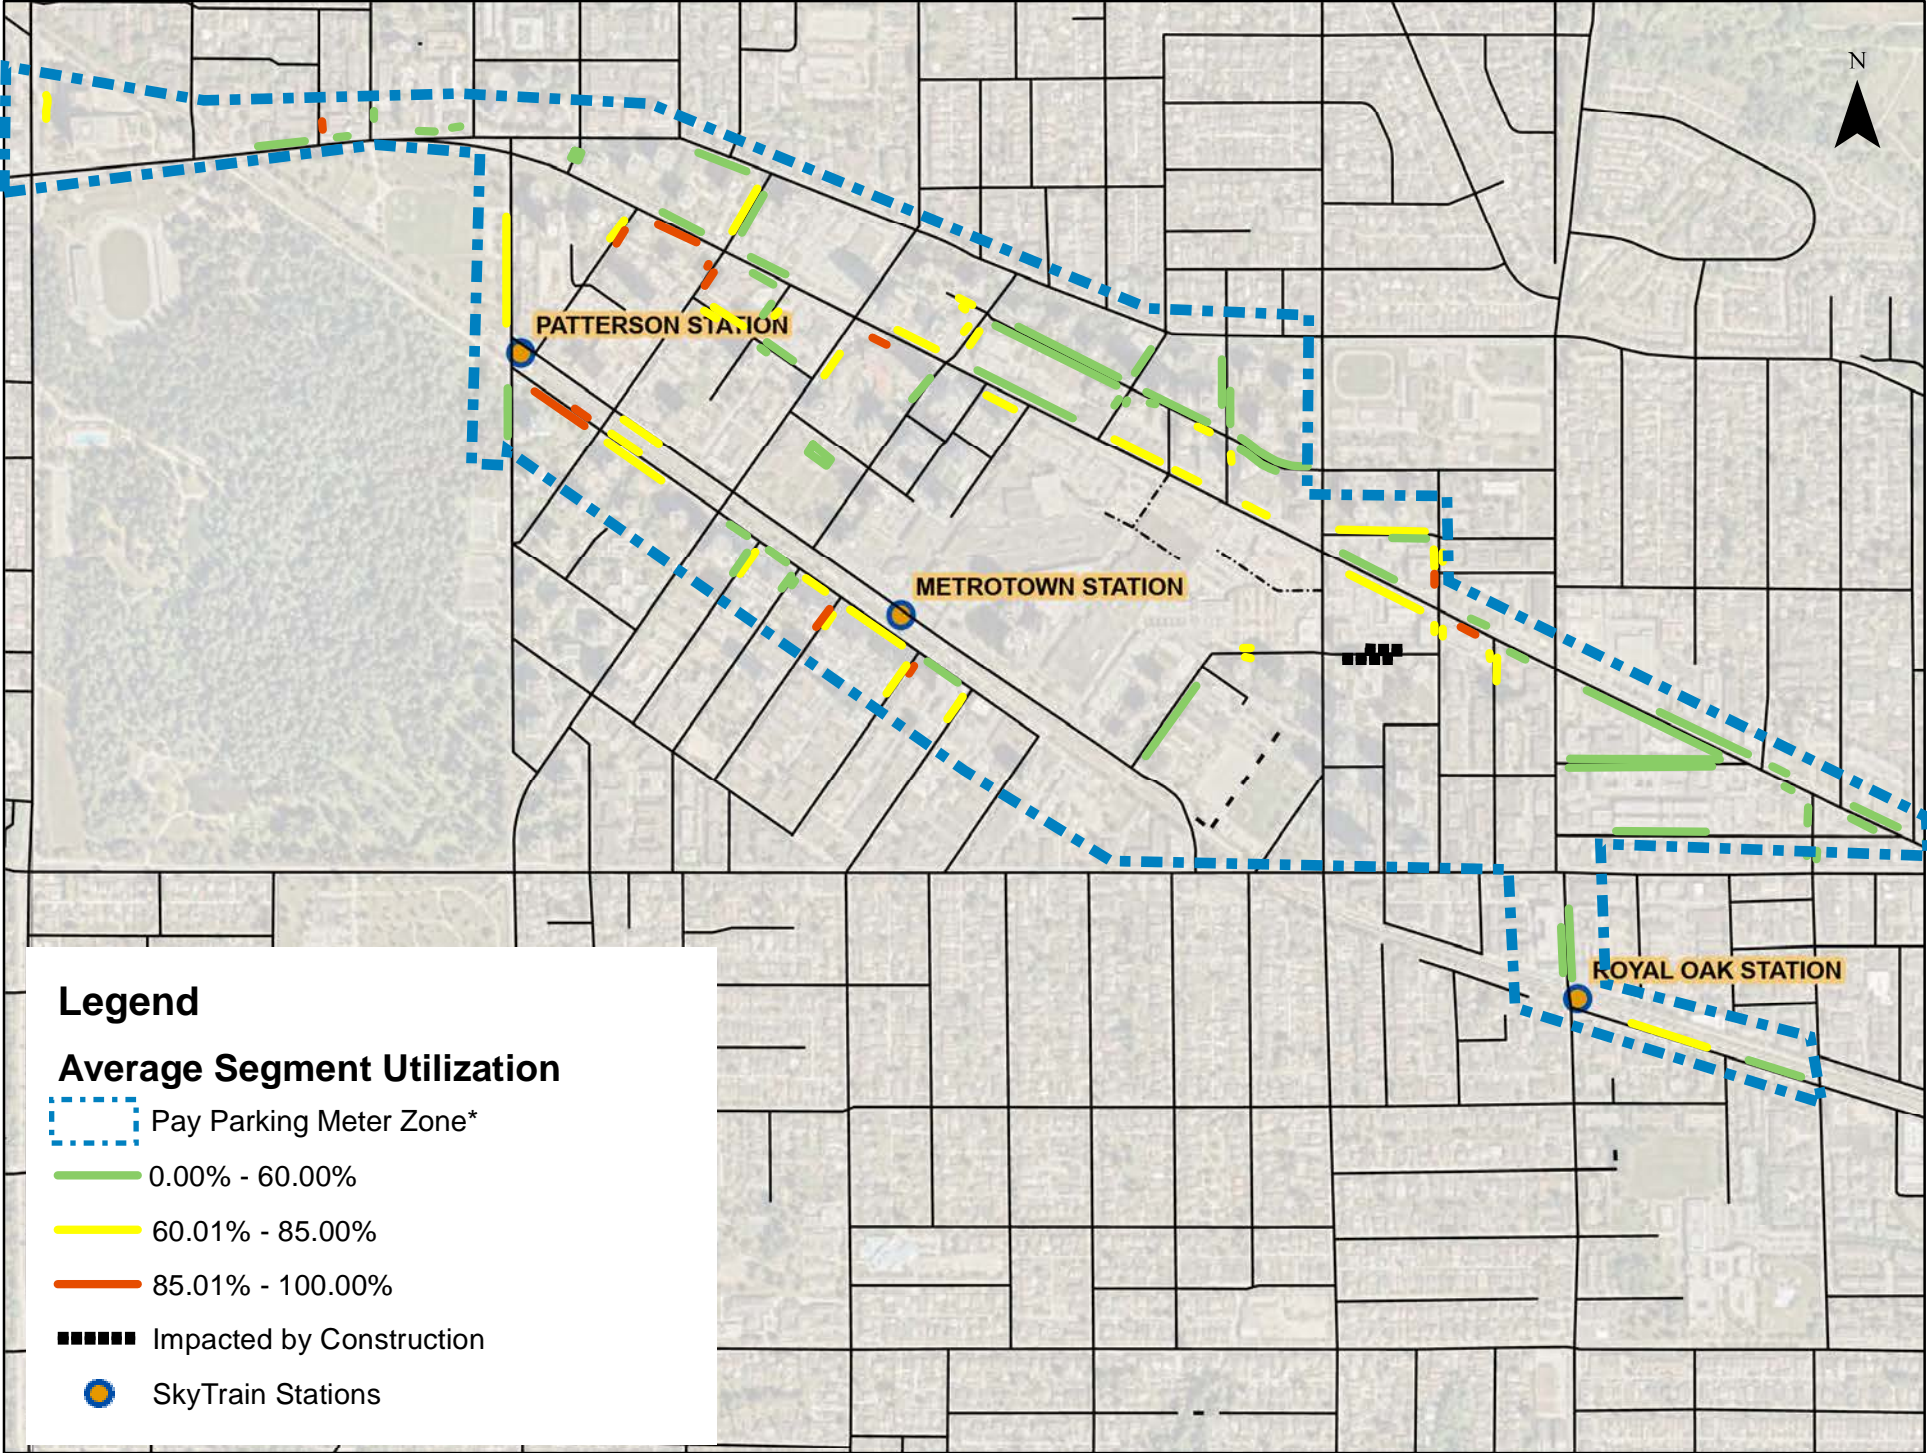 N
PATTERSON STATION
METROTOWN STATION
ROYAL OAK STATION
Legend
Average Segment Utilization
Pay Parking Meter Zone*
0.00% - 60.00%
60.01% - 85.00%
85.01% - 100.00%
Impacted by Construction
SkyTrain Stations